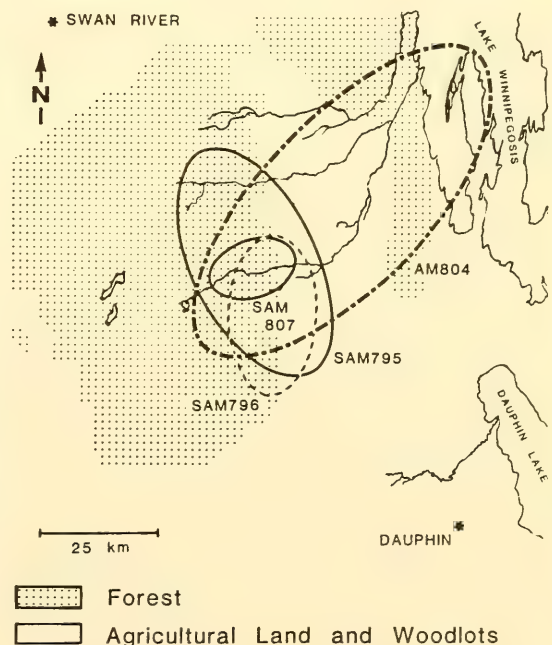 SWAN RIVER
N
LAKE WINNIPEGOSIS
AM804
SAM
807
SAM795
SAM796
DAUPHIN LAKE
DAUPHIN
25 km
Forest
Agricultural Land and Woodlots